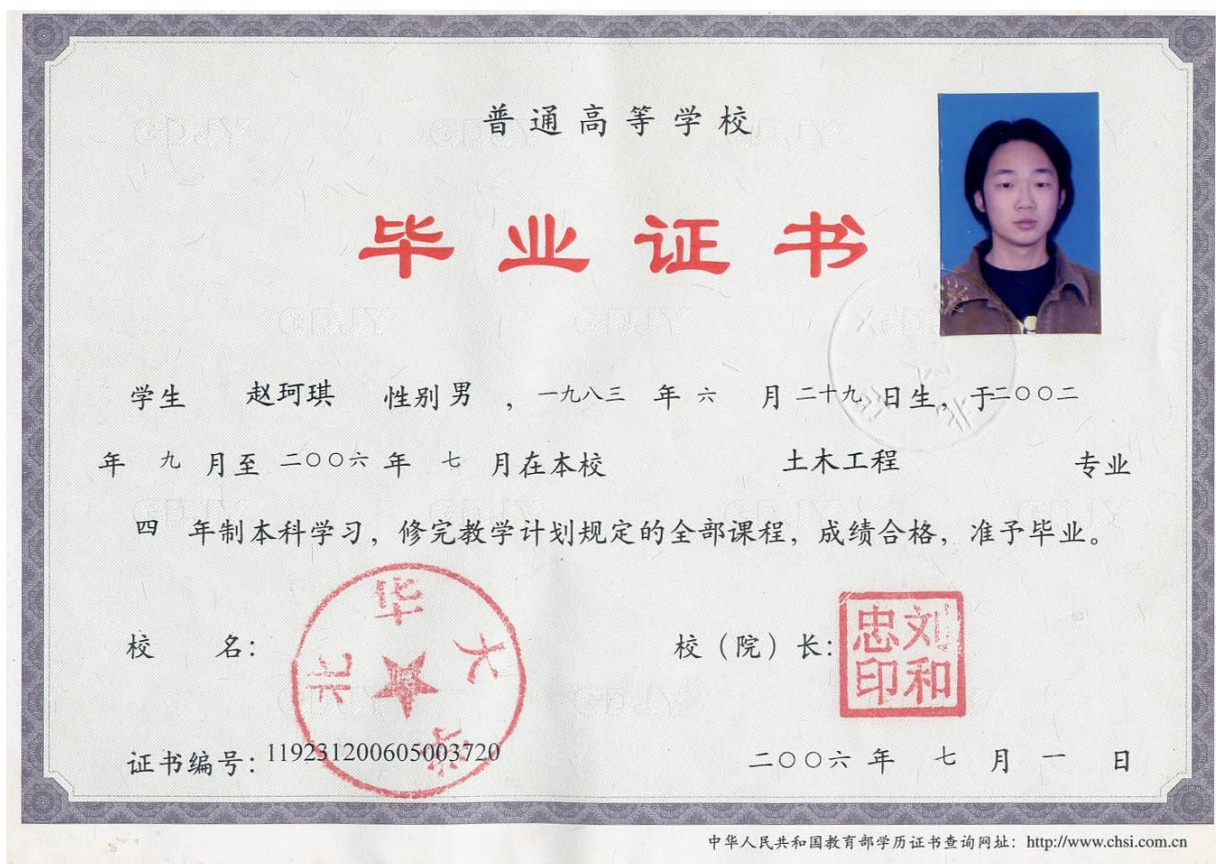 普通高等学校
毕业证书
学生 赵珂琪 性别 男 , 一九八三 年 六 月 二十九 日生, 于二〇〇二
年 九 月至 二〇〇六 年 七 月在本校 土木工程 专业
四 年制本科学习, 修完教学计划规定的全部课程, 成绩合格, 准予毕业。
北华大学
校 名: 校（院）长: 刘和忠印
证书编号: 119231200605003720 二〇〇六 年 七 月 一 日
中华人民共和国教育部学历证书查询网址: http://www.chsi.com.cn